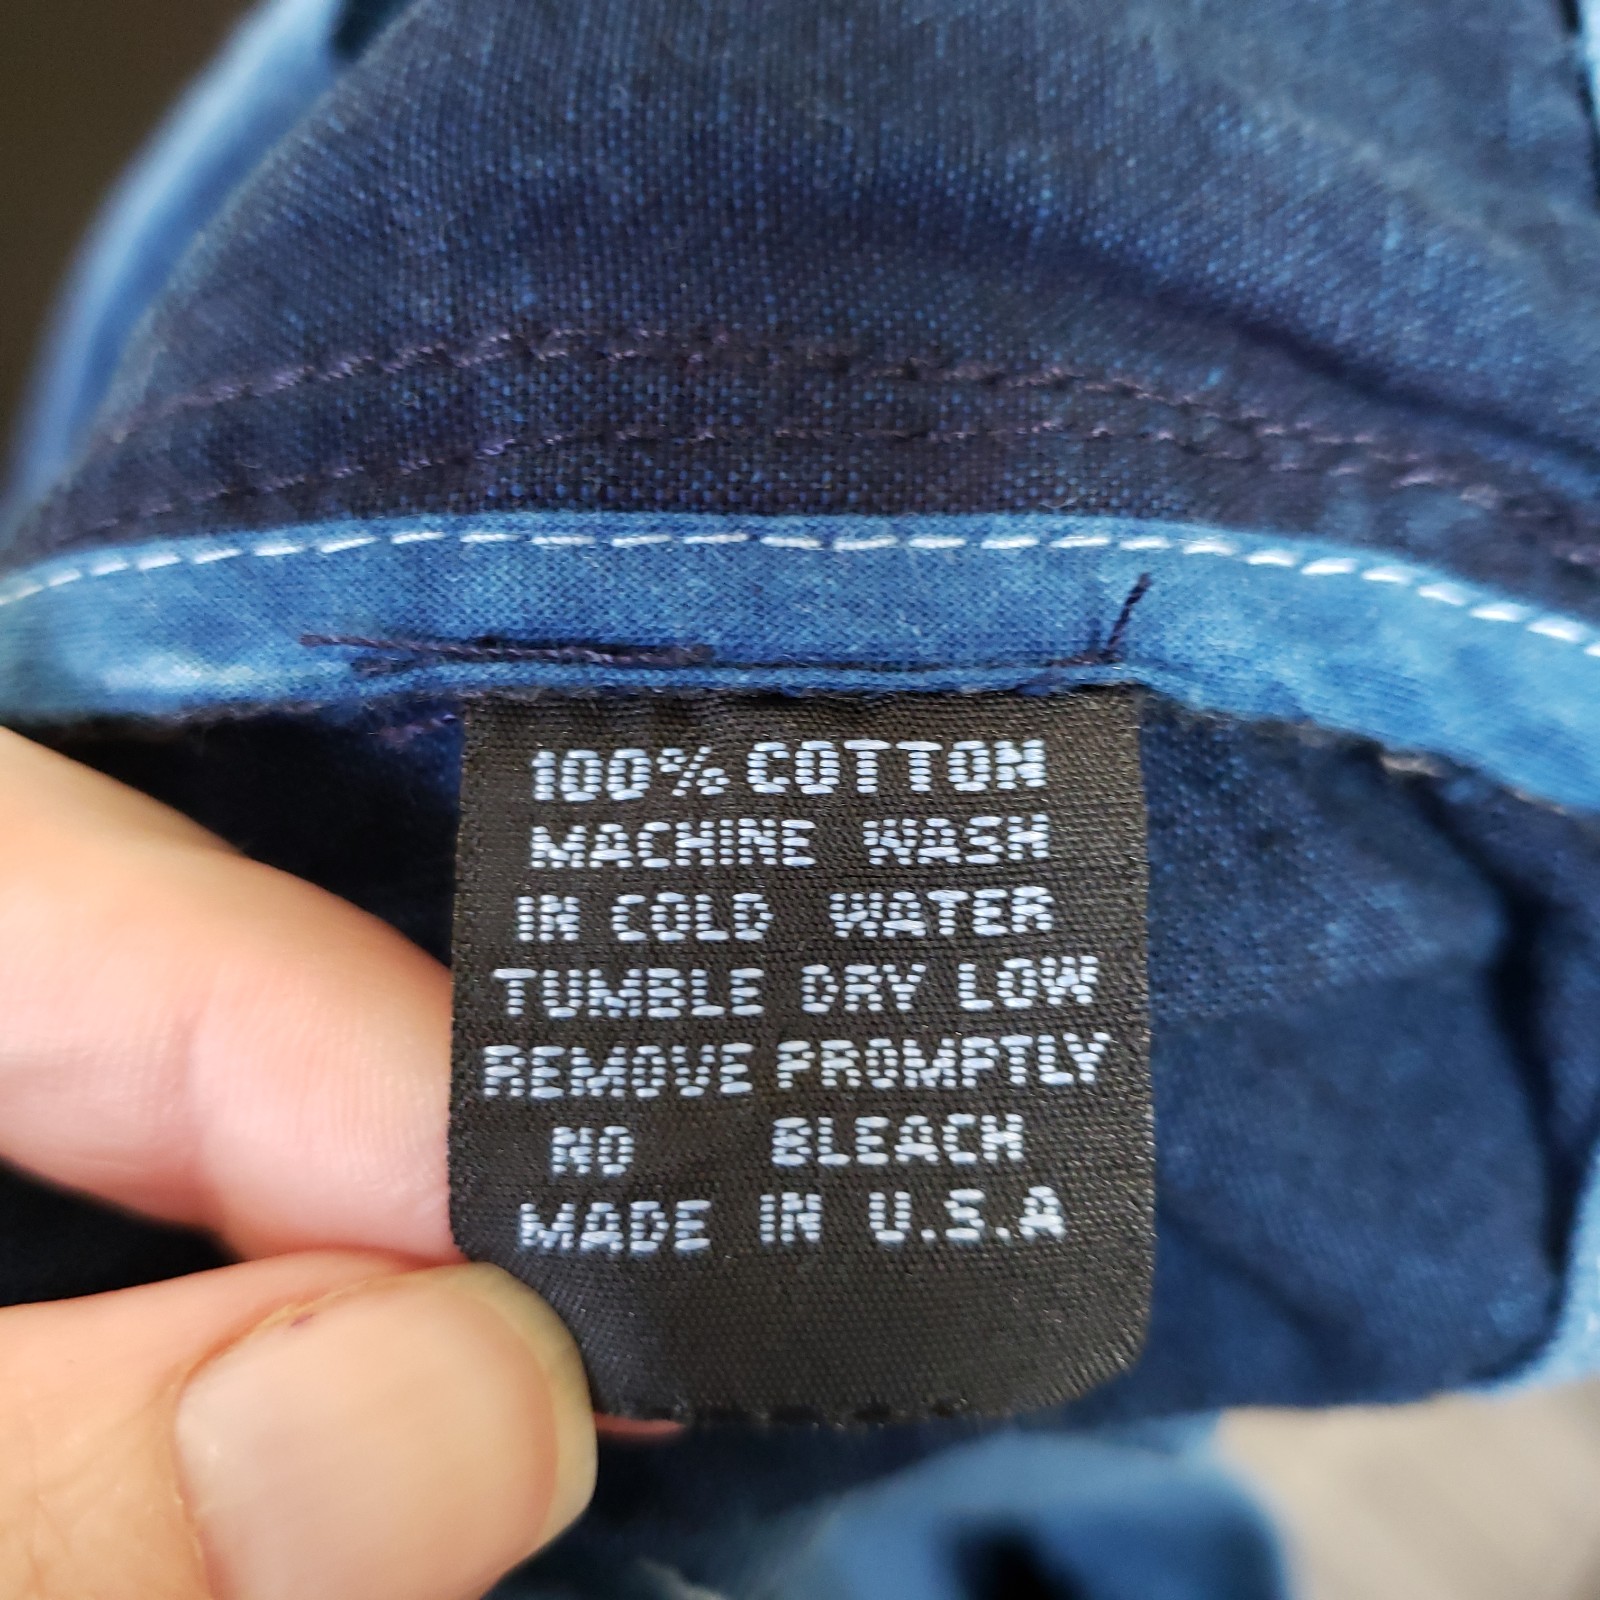 100% COTTON
MACHINE WASH
IN COLD WATER
TUMBLE DRY LOW
REMOVE PROMPTLY
NO BLEACH
MADE IN U.S.A